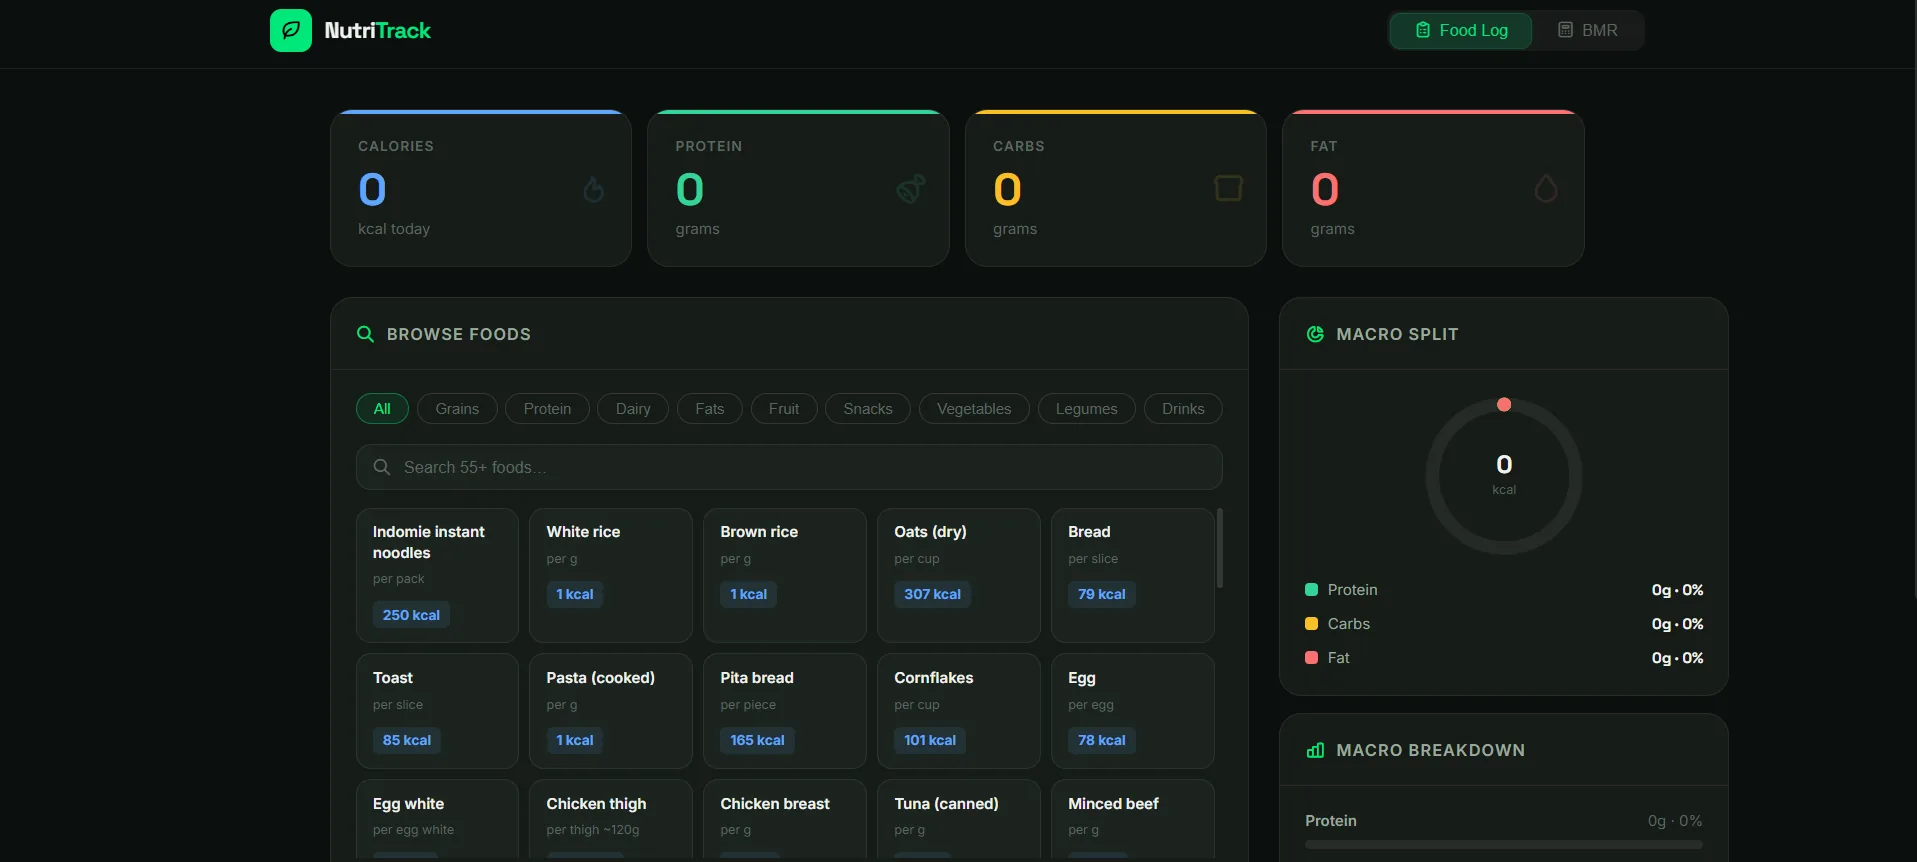 NutriTrack
Food Log
BMR
CALORIES
0
kcal today
PROTEIN
0
grams
CARBS
0
grams
FAT
0
grams
BROWSE FOODS
All
Grains
Protein
Dairy
Fats
Fruit
Snacks
Vegetables
Legumes
Drinks
Search 55+ foods...
Indomie instant
noodles
per pack
250 kcal
White rice
per g
1 kcal
Brown rice
per g
1 kcal
Oats (dry)
per cup
307 kcal
Bread
per slice
79 kcal
Toast
per slice
85 kcal
Pasta (cooked)
per g
1 kcal
Pita bread
per piece
165 kcal
Cornflakes
per cup
101 kcal
Egg
per egg
78 kcal
Egg white
per egg white
Chicken thigh
per thigh ~120g
Chicken breast
per g
Tuna (canned)
per g
Minced beef
per g
MACRO SPLIT
0
kcal
Protein 0g · 0%
Carbs 0g · 0%
Fat 0g · 0%
MACRO BREAKDOWN
Protein 0g · 0%